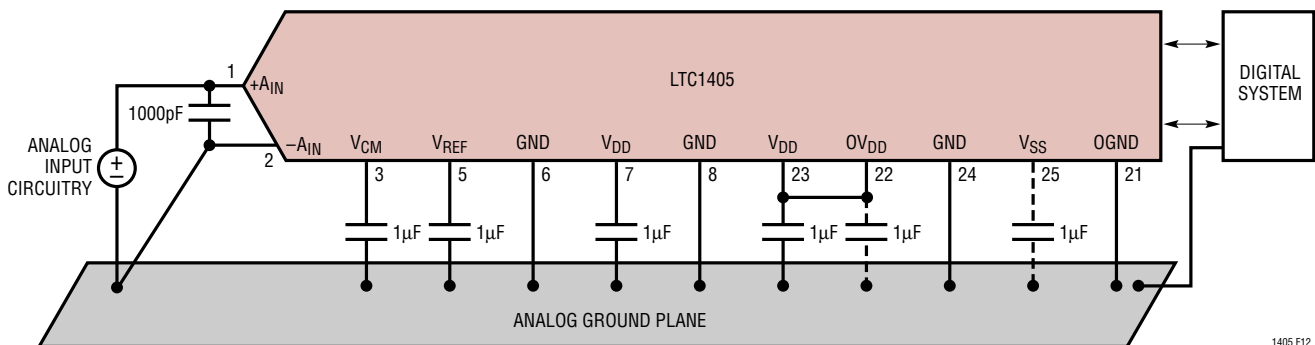 LTC1405
DIGITAL
SYSTEM
1
+AIN
1000pF
ANALOG
INPUT
CIRCUITRY
+
−
2
−AIN
VCM
VREF
GND
VDD
GND
VDD
OVDD
GND
VSS
OGND
3
5
6
7
8
23
22
24
25
21
1µF
1µF
1µF
1µF
1µF
1µF
ANALOG GROUND PLANE
1405 F12